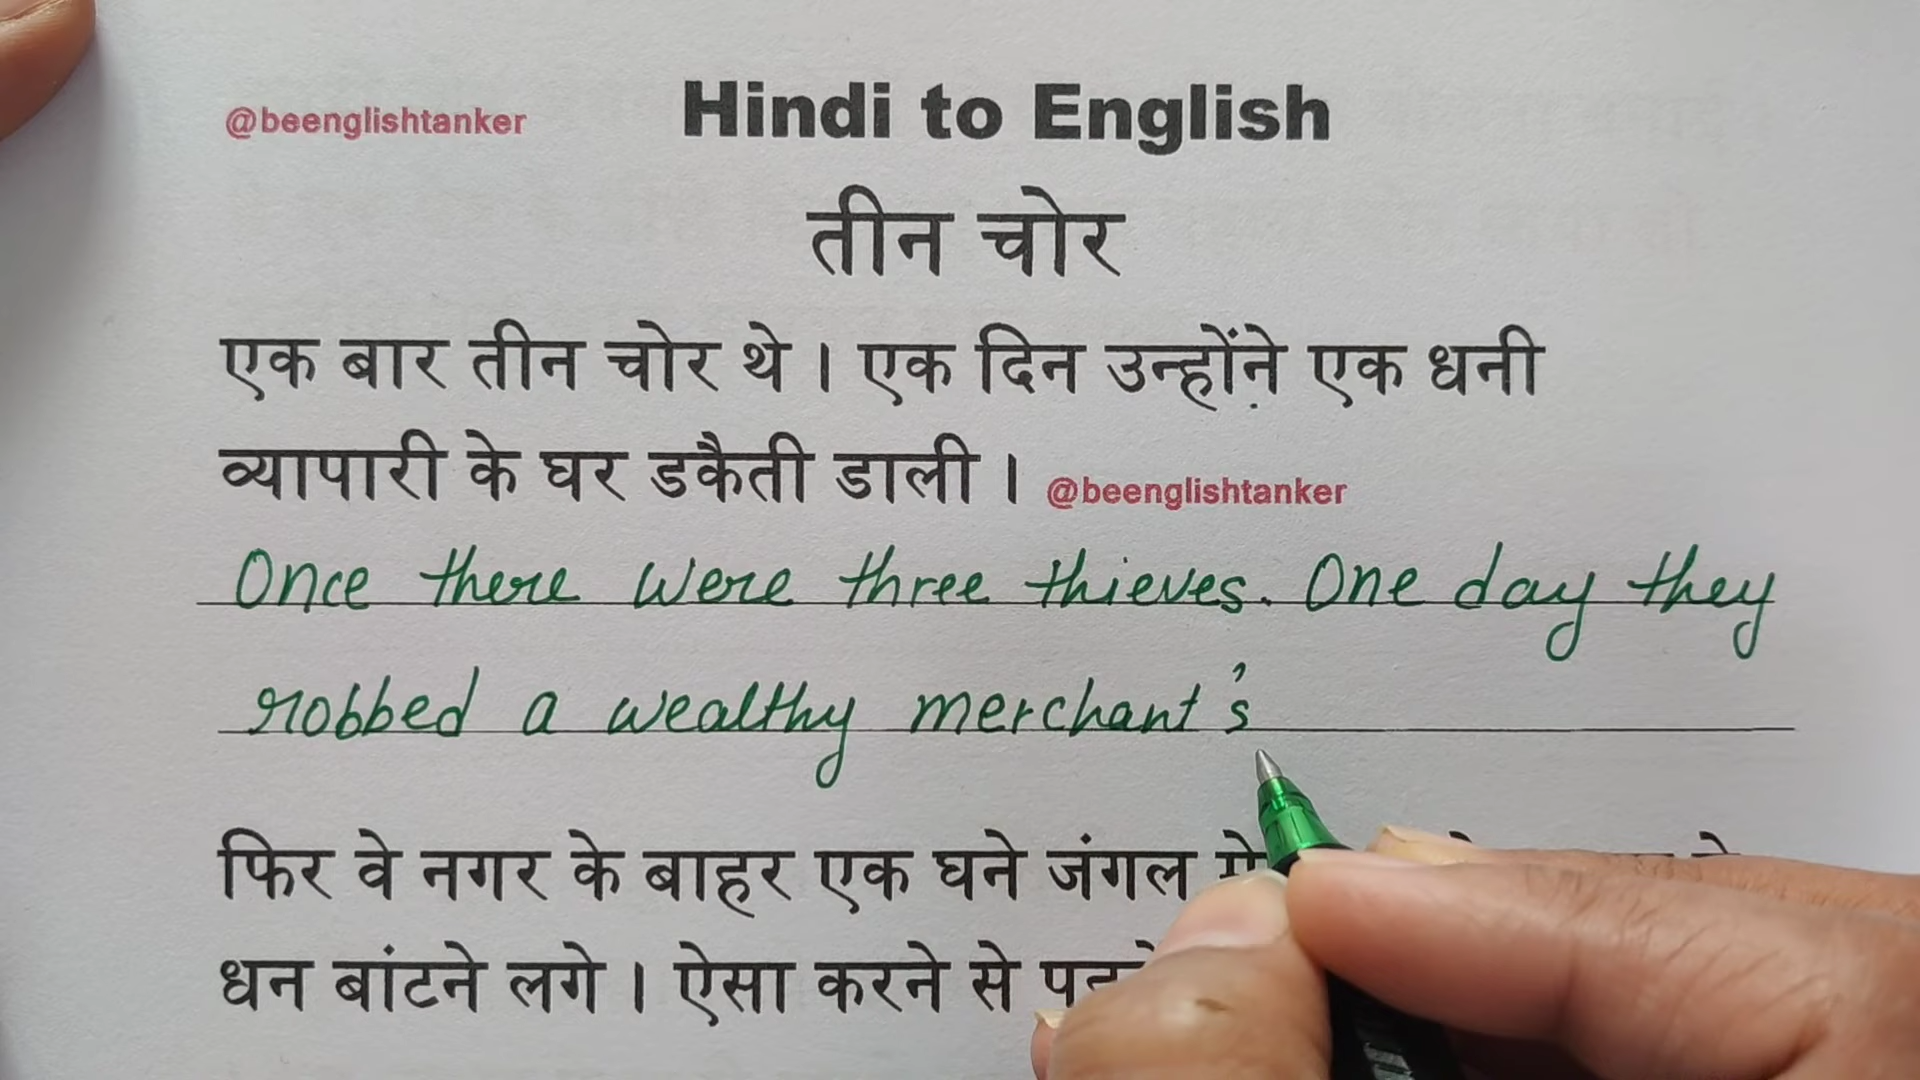 @beenglishtanker Hindi to English
तीन चोर
एक बार तीन चोर थे । एक दिन उन्होंने एक धनी
व्यापारी के घर डकैती डाली । @beenglishtanker
Once there were three thieves. One day they
robbed a wealthy merchant's
फिर वे नगर के बाहर एक घने जंगल
धन बांटने लगे । ऐसा करने से